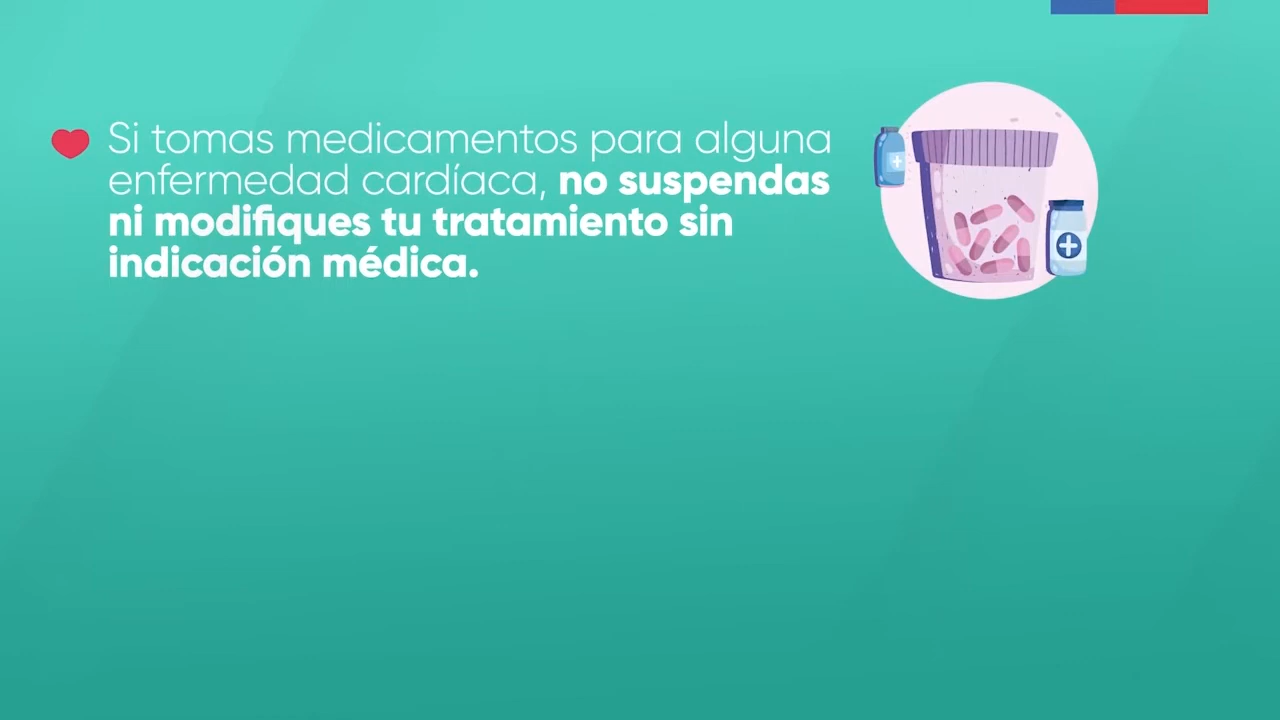 Si tomas medicamentos para alguna
enfermedad cardíaca, no suspendas
ni modifiques tu tratamiento sin
indicación médica.